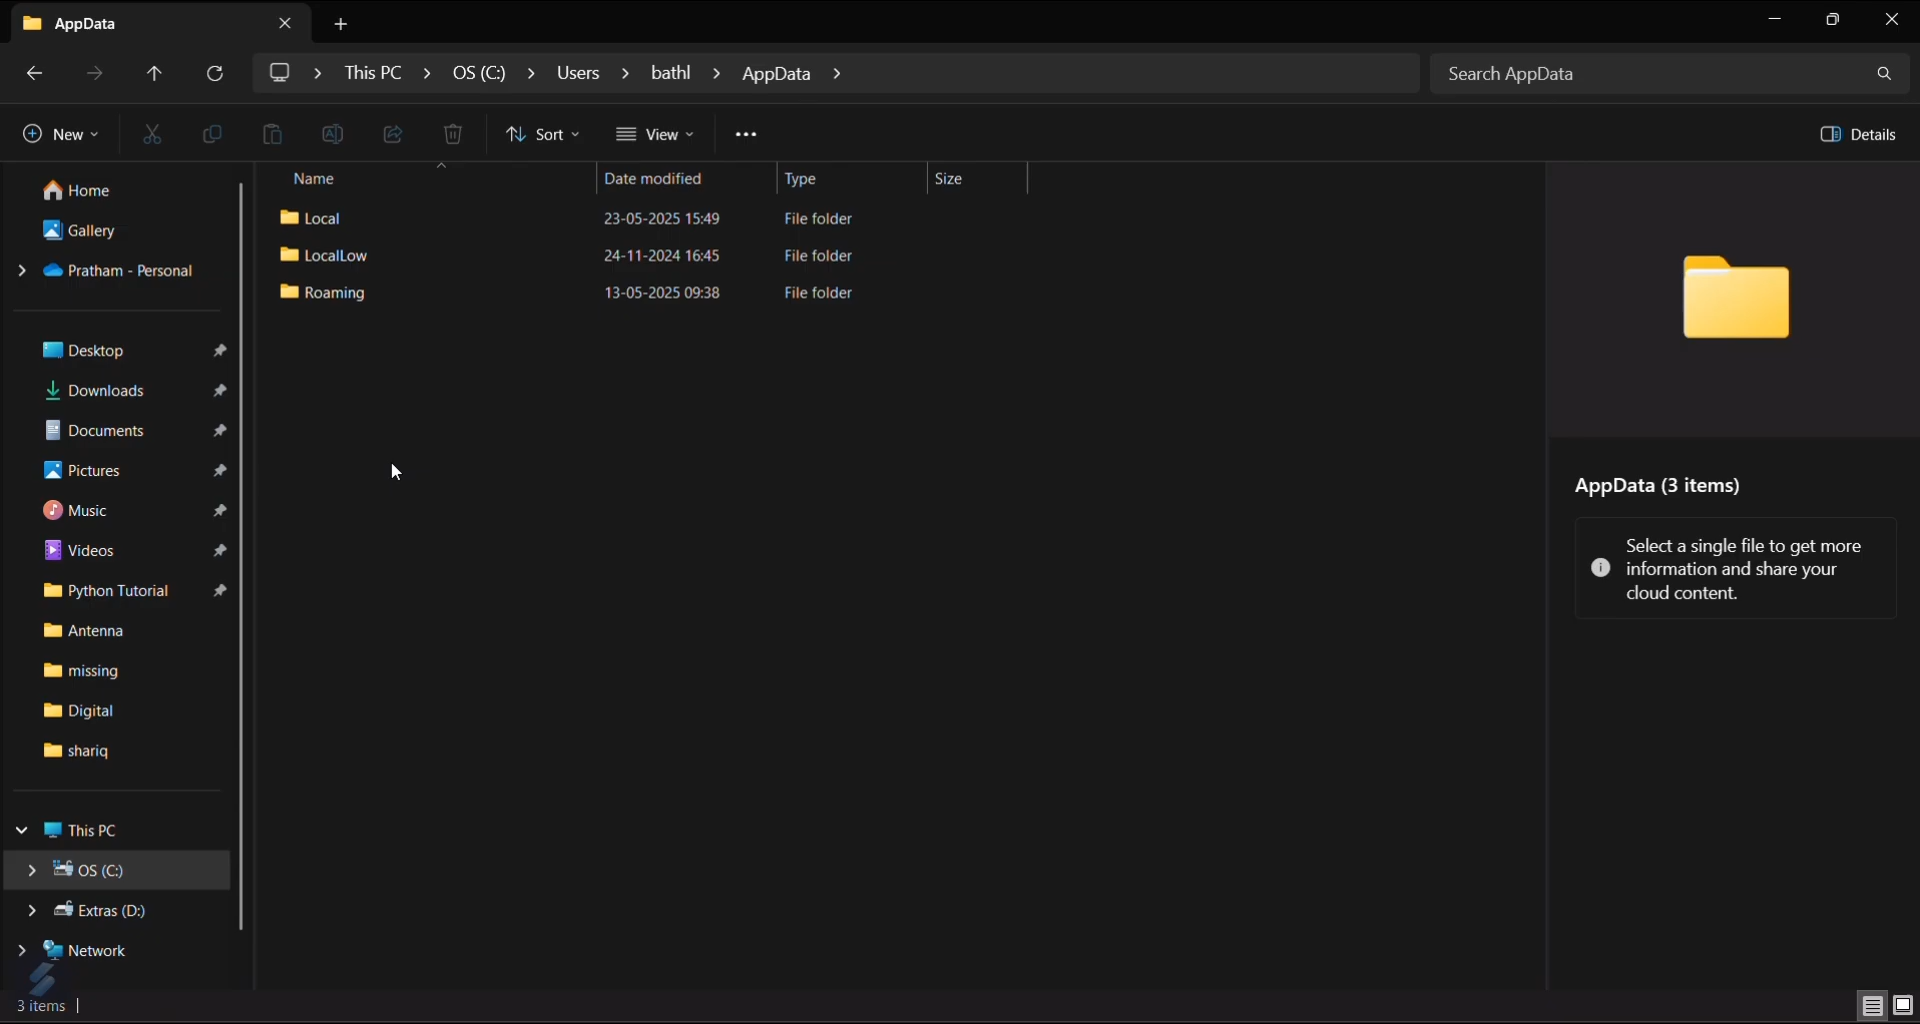 AppData
This PC > OS (C:) > Users > bathl > AppData >
Search AppData
New
Sort
View
Details
Name Date modified Type Size
Local 23-05-2025 15:49 File folder
LocalLow 24-11-2024 16:45 File folder
Roaming 13-05-2025 09:38 File folder
Home
Gallery
Pratham - Personal
Desktop
Downloads
Documents
Pictures
Music
Videos
Python Tutorial
Antenna
missing
Digital
shariq
This PC
OS (C:)
Extras (D:)
Network
AppData (3 items)
Select a single file to get more
information and share your
cloud content.
3 items